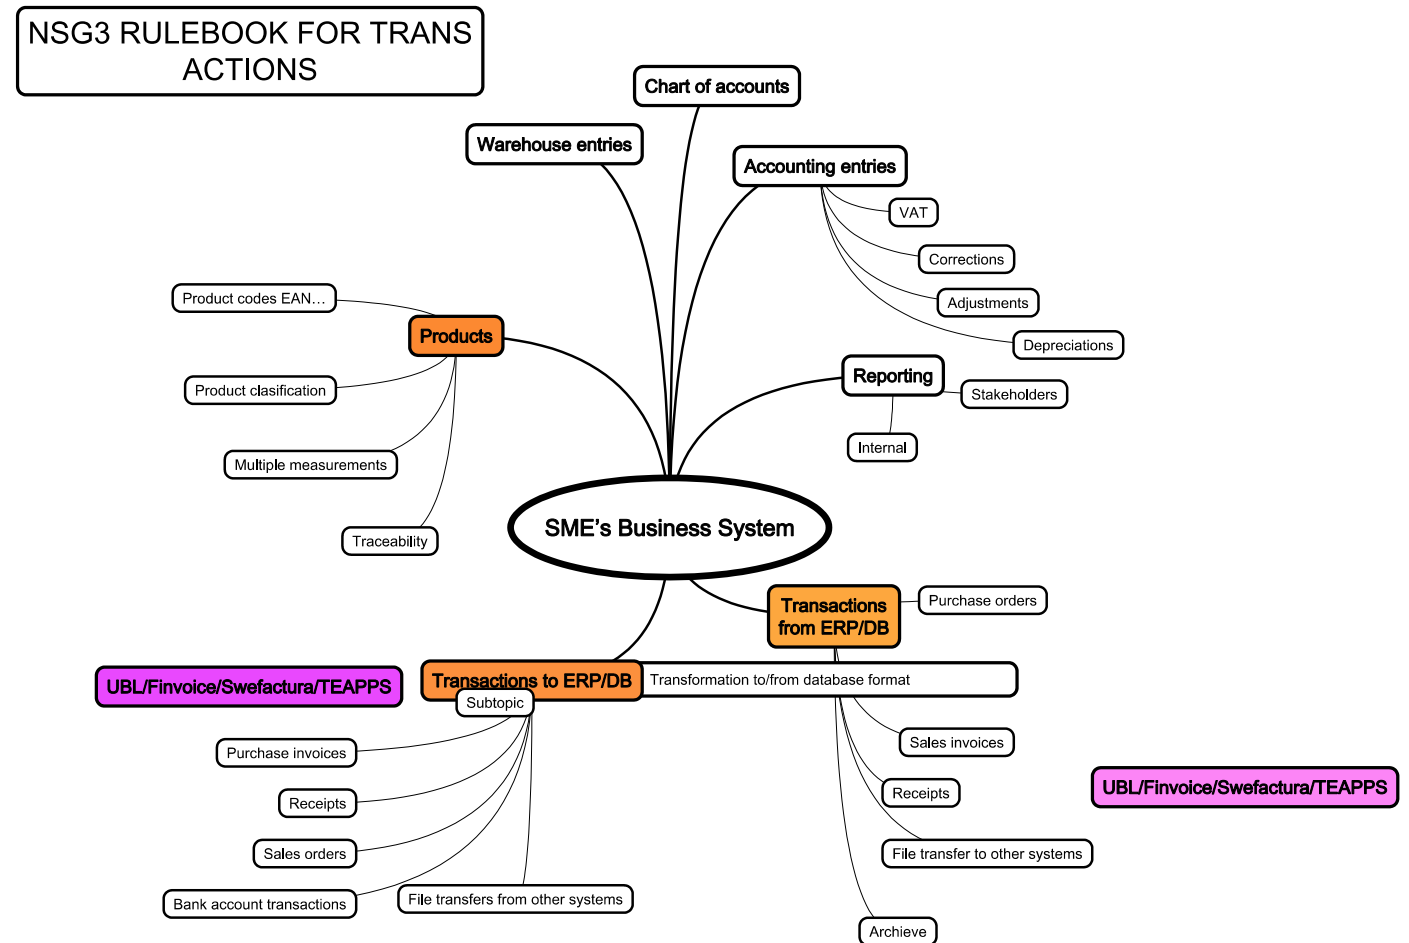 NSG3 RULEBOOK FOR TRANS
ACTIONS
Chart of accounts
Warehouse entries
Accounting entries
VAT
Corrections
Adjustments
Depreciations
Product codes EAN...
Products
Product clasification
Multiple measurements
Traceability
Reporting
Stakeholders
Internal
SME's Business System
Transactions
from ERP/DB
Purchase orders
UBL/Finvoice/Swefactura/TEAPPS
Transactions to ERP/DB
Transformation to/from database format
Subtopic
Purchase invoices
Receipts
Sales orders
Bank account transactions
File transfers from other systems
Sales invoices
Receipts
UBL/Finvoice/Swefactura/TEAPPS
File transfer to other systems
Archieve